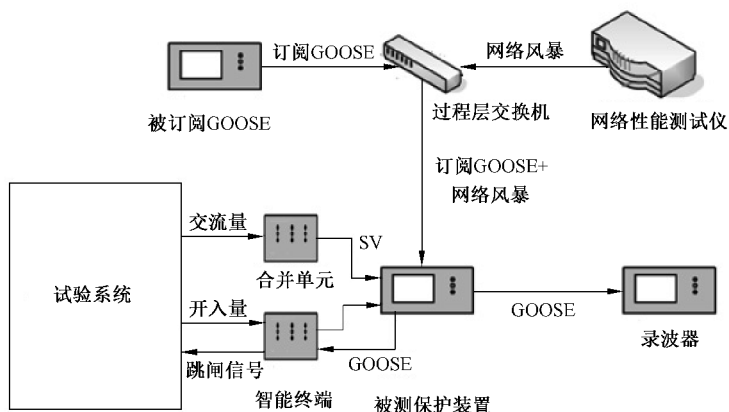 订阅GOOSE
网络风暴
被订阅GOOSE
过程层交换机
网络性能测试仪
订阅GOOSE+
网络风暴
交流量
SV
合并单元
试验系统
开入量
GOOSE
录波器
跳闸信号
GOOSE
智能终端
被测保护装置